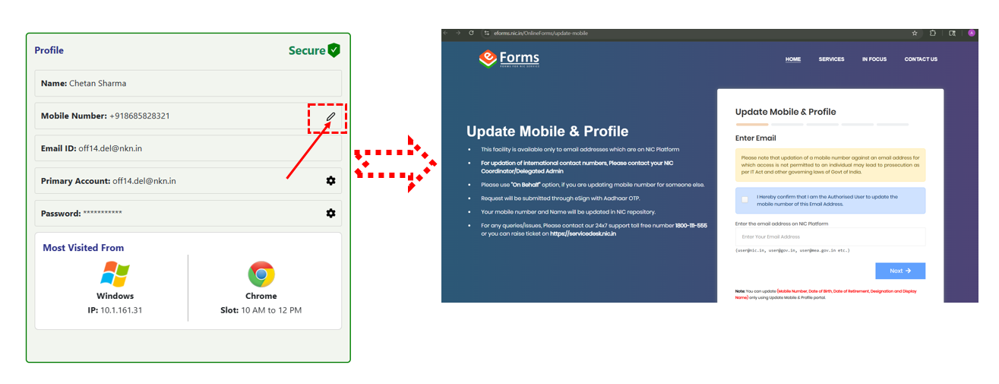 Profile
Secure
Name: Chetan Sharma
Mobile Number: +918685828321
Email ID: off14.del@nkn.in
Primary Account: off14.del@nkn.in
Password: ***********
Most Visited From
Windows
IP: 10.1.161.31
Chrome
Slot: 10 AM to 12 PM
eforms.nic.in/OnlineForms/update-mobile
A
e Forms
FORMS FOR NIC SERVICE
HOME
SERVICES
IN FOCUS
CONTACT US
Update Mobile & Profile
• This facility is available only to email addresses which are on NIC Platform
• For updation of international contact numbers, Please contact your NIC
Coordinator/Delegated Admin
• Please use "On Behalf" option, if you are updating mobile number for someone else.
• Request will be submitted through eSign with Aadhaar OTP.
• Your mobile number and Name will be updated in NIC repository.
• For any queries/issues, Please contact our 24x7 support toll free number 1800-111-555
or you can raise ticket on https://servicedesk.nic.in
Update Mobile & Profile
Enter Email
Please note that updation of a mobile number against an email address for
which access is not permitted to an individual may lead to prosecution as
per IT Act and other governing laws of Govt of India.
I Hereby confirm that I am the Authorised User to update the
mobile number of this Email Address.
Enter the email address on NIC Platform
Enter Your Email Address
(user@nic.in, user@gov.in, user@mea.gov.in etc.)
Next →
Note: You can update (Mobile Number, Date of Birth, Date of Retirement, Designation and Display
Name) only using Update Mobile & Profile portal.